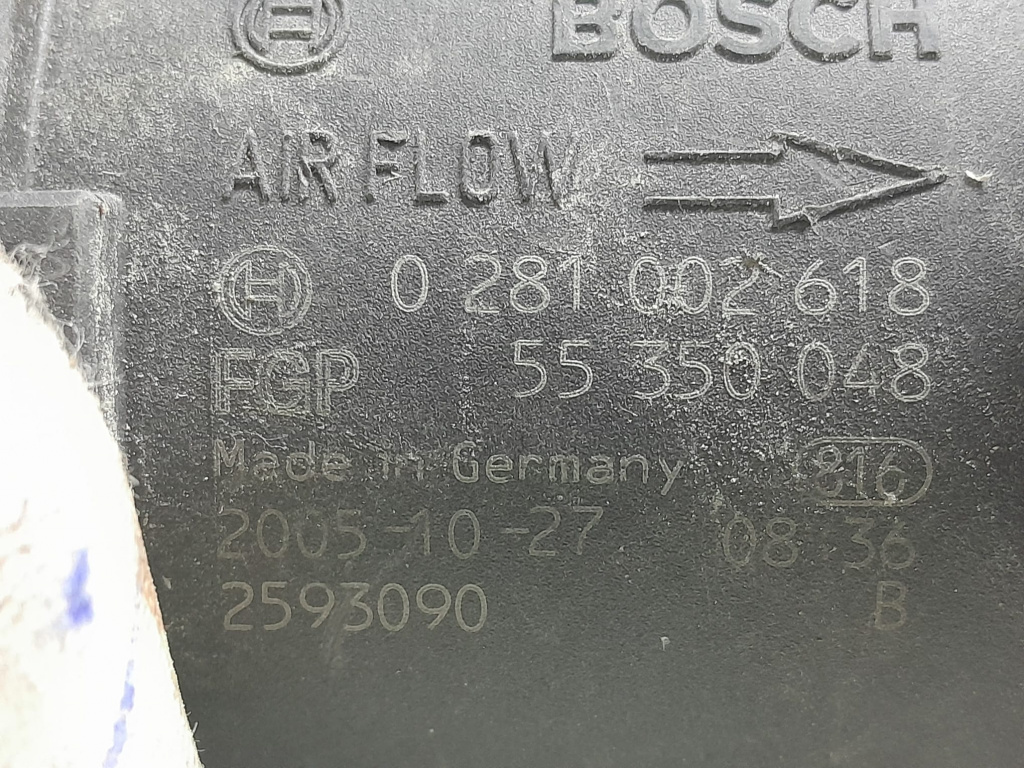 BOSCH
AIR FLOW
0 281 002 618
FGP 55 350 048
Made in Germany 816
2005-10-27 08 36
2593090 B